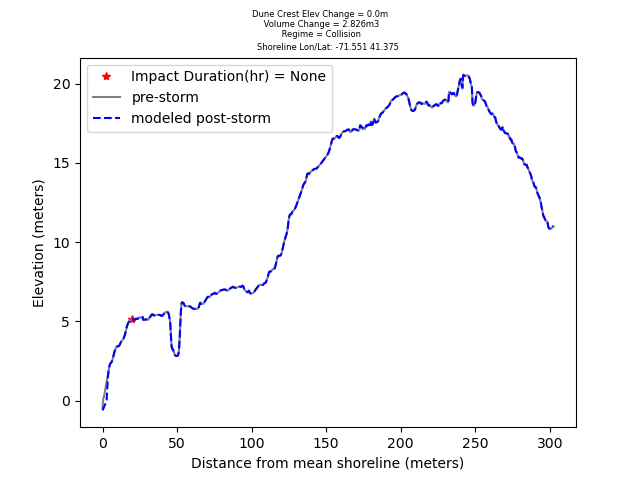 Dune Crest Elev Change = 0.0m
Volume Change = 2.826m3
Regime = Collision
Shoreline Lon/Lat: -71.551 41.375
Impact Duration(hr) = None
pre-storm
modeled post-storm
Elevation (meters)
20
15
10
5
0
0 50 100 150 200 250 300
Distance from mean shoreline (meters)